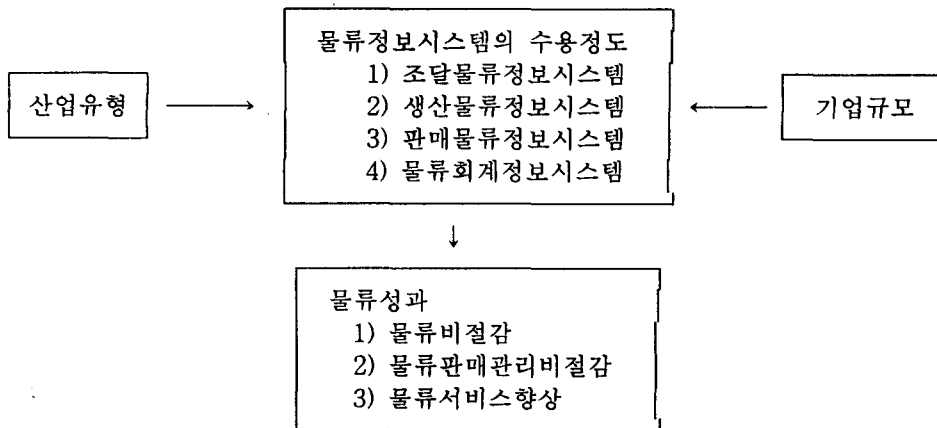 물류정보시스템의 수용정도
1) 조달물류정보시스템
2) 생산물류정보시스템
3) 판매물류정보시스템
4) 물류회계정보시스템
산업유형
기업규모
물류성과
1) 물류비절감
2) 물류판매관리비절감
3) 물류서비스향상